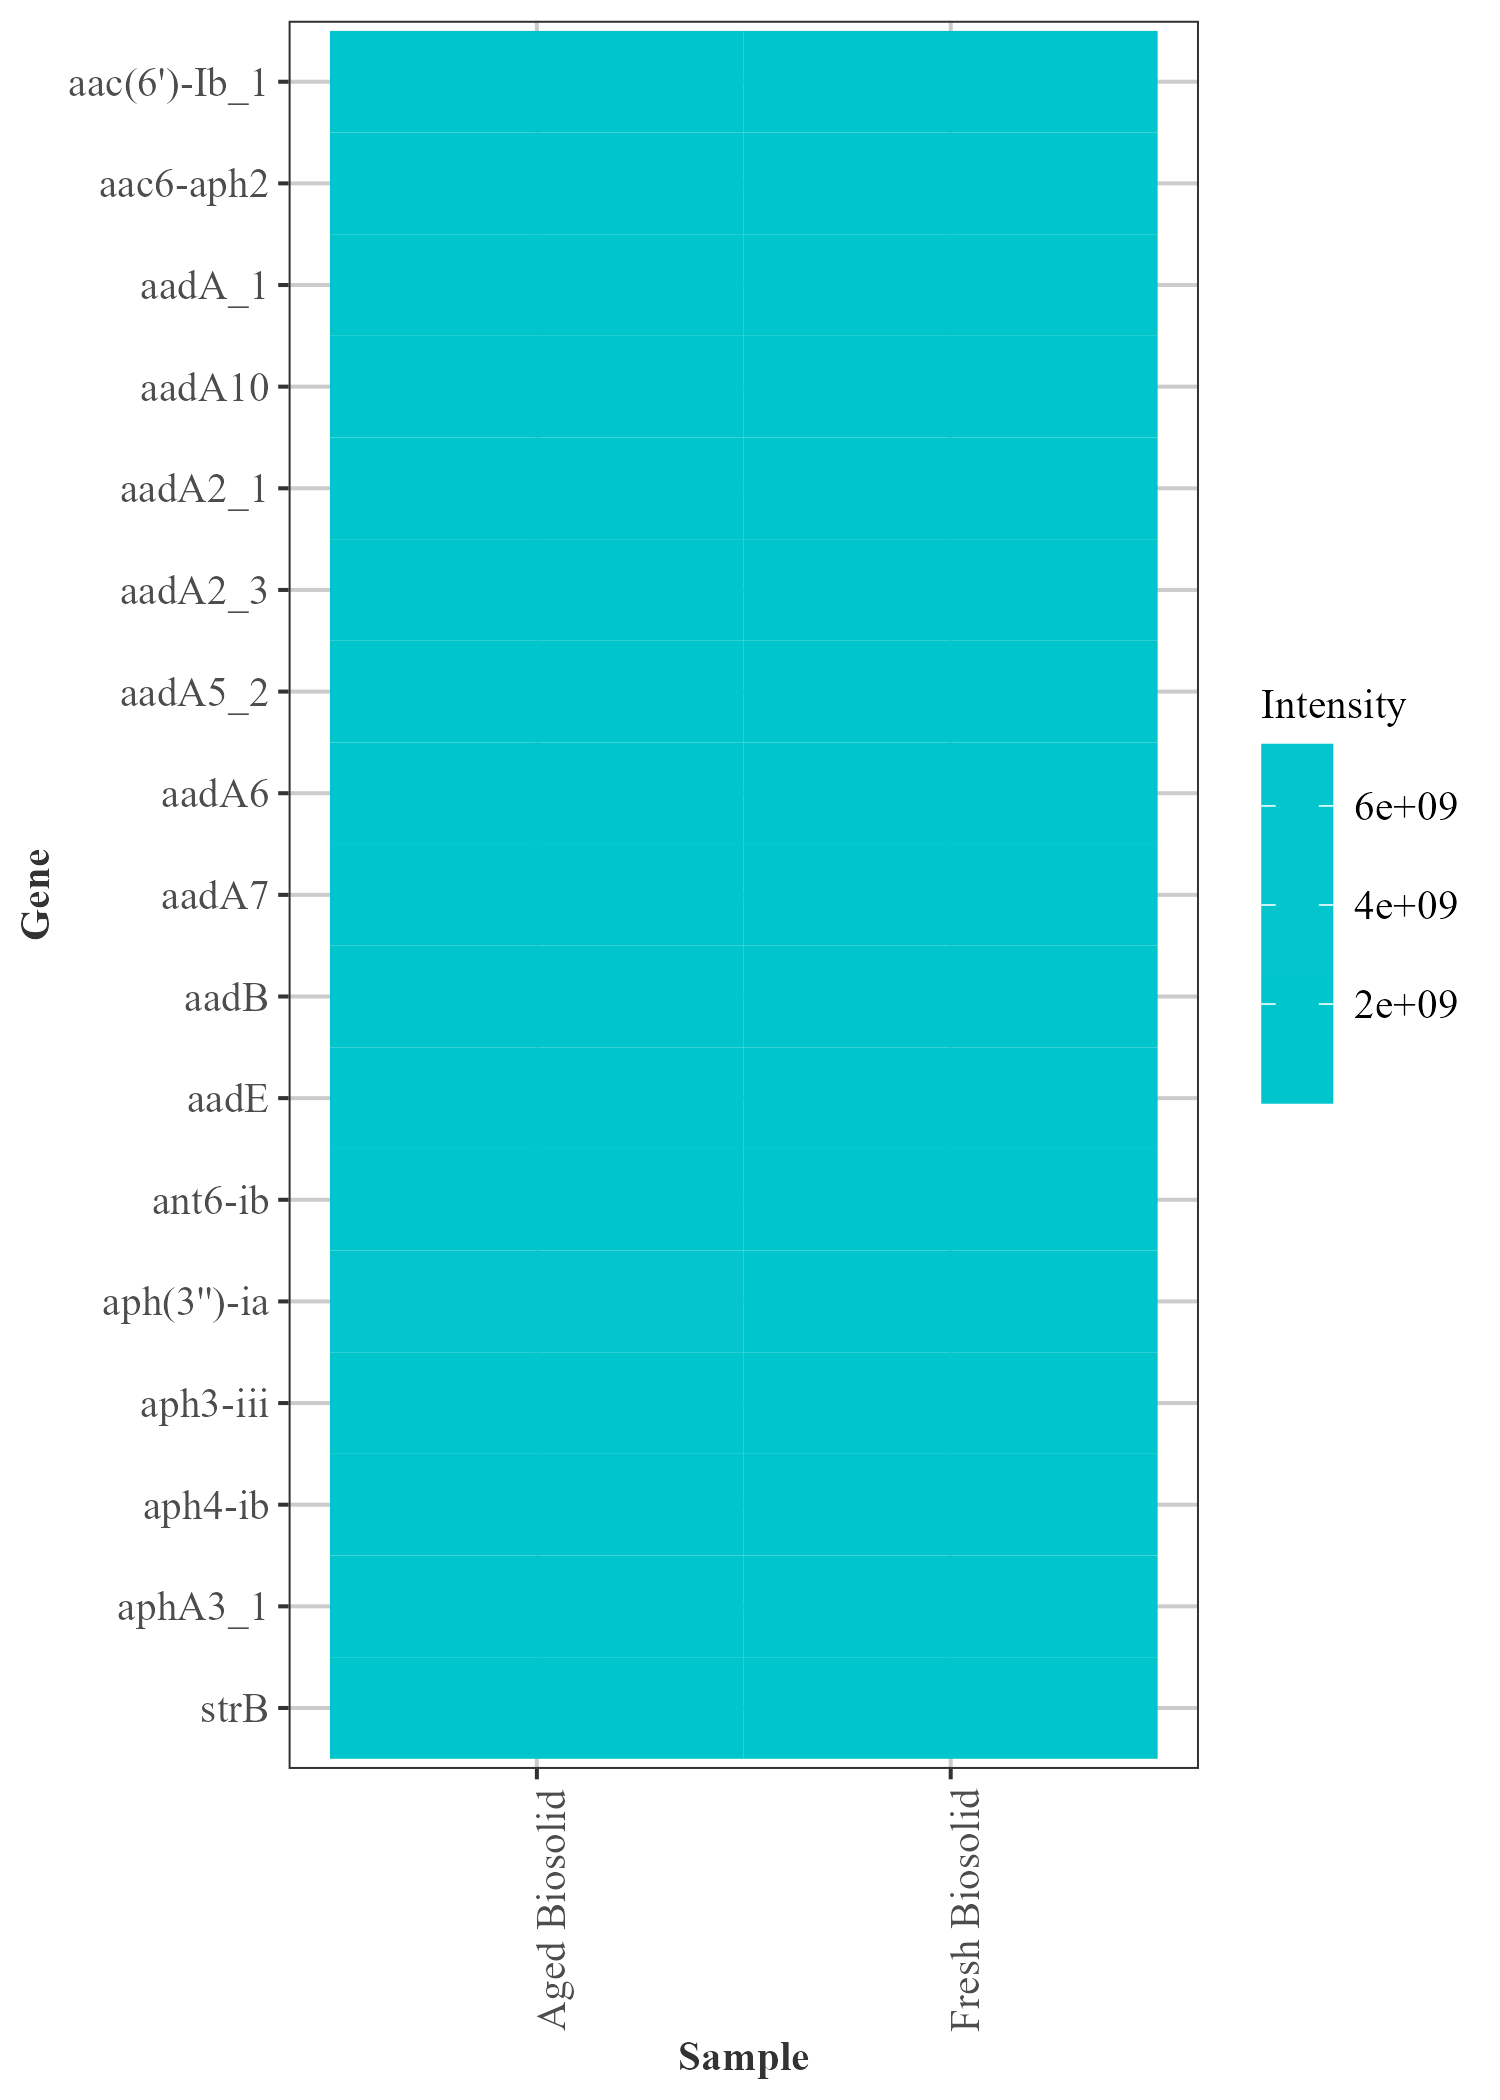 aac(6')-Ib_1
aac6-aph2
aadA_1
aadA10
aadA2_1
aadA2_3
aadA5_2
aadA6
aadA7
aadB
aadE
ant6-ib
aph(3'')-ia
aph3-iii
aph4-ib
aphA3_1
strB
Gene
Aged Biosolid
Fresh Biosolid
Sample
Intensity
6e+09
4e+09
2e+09